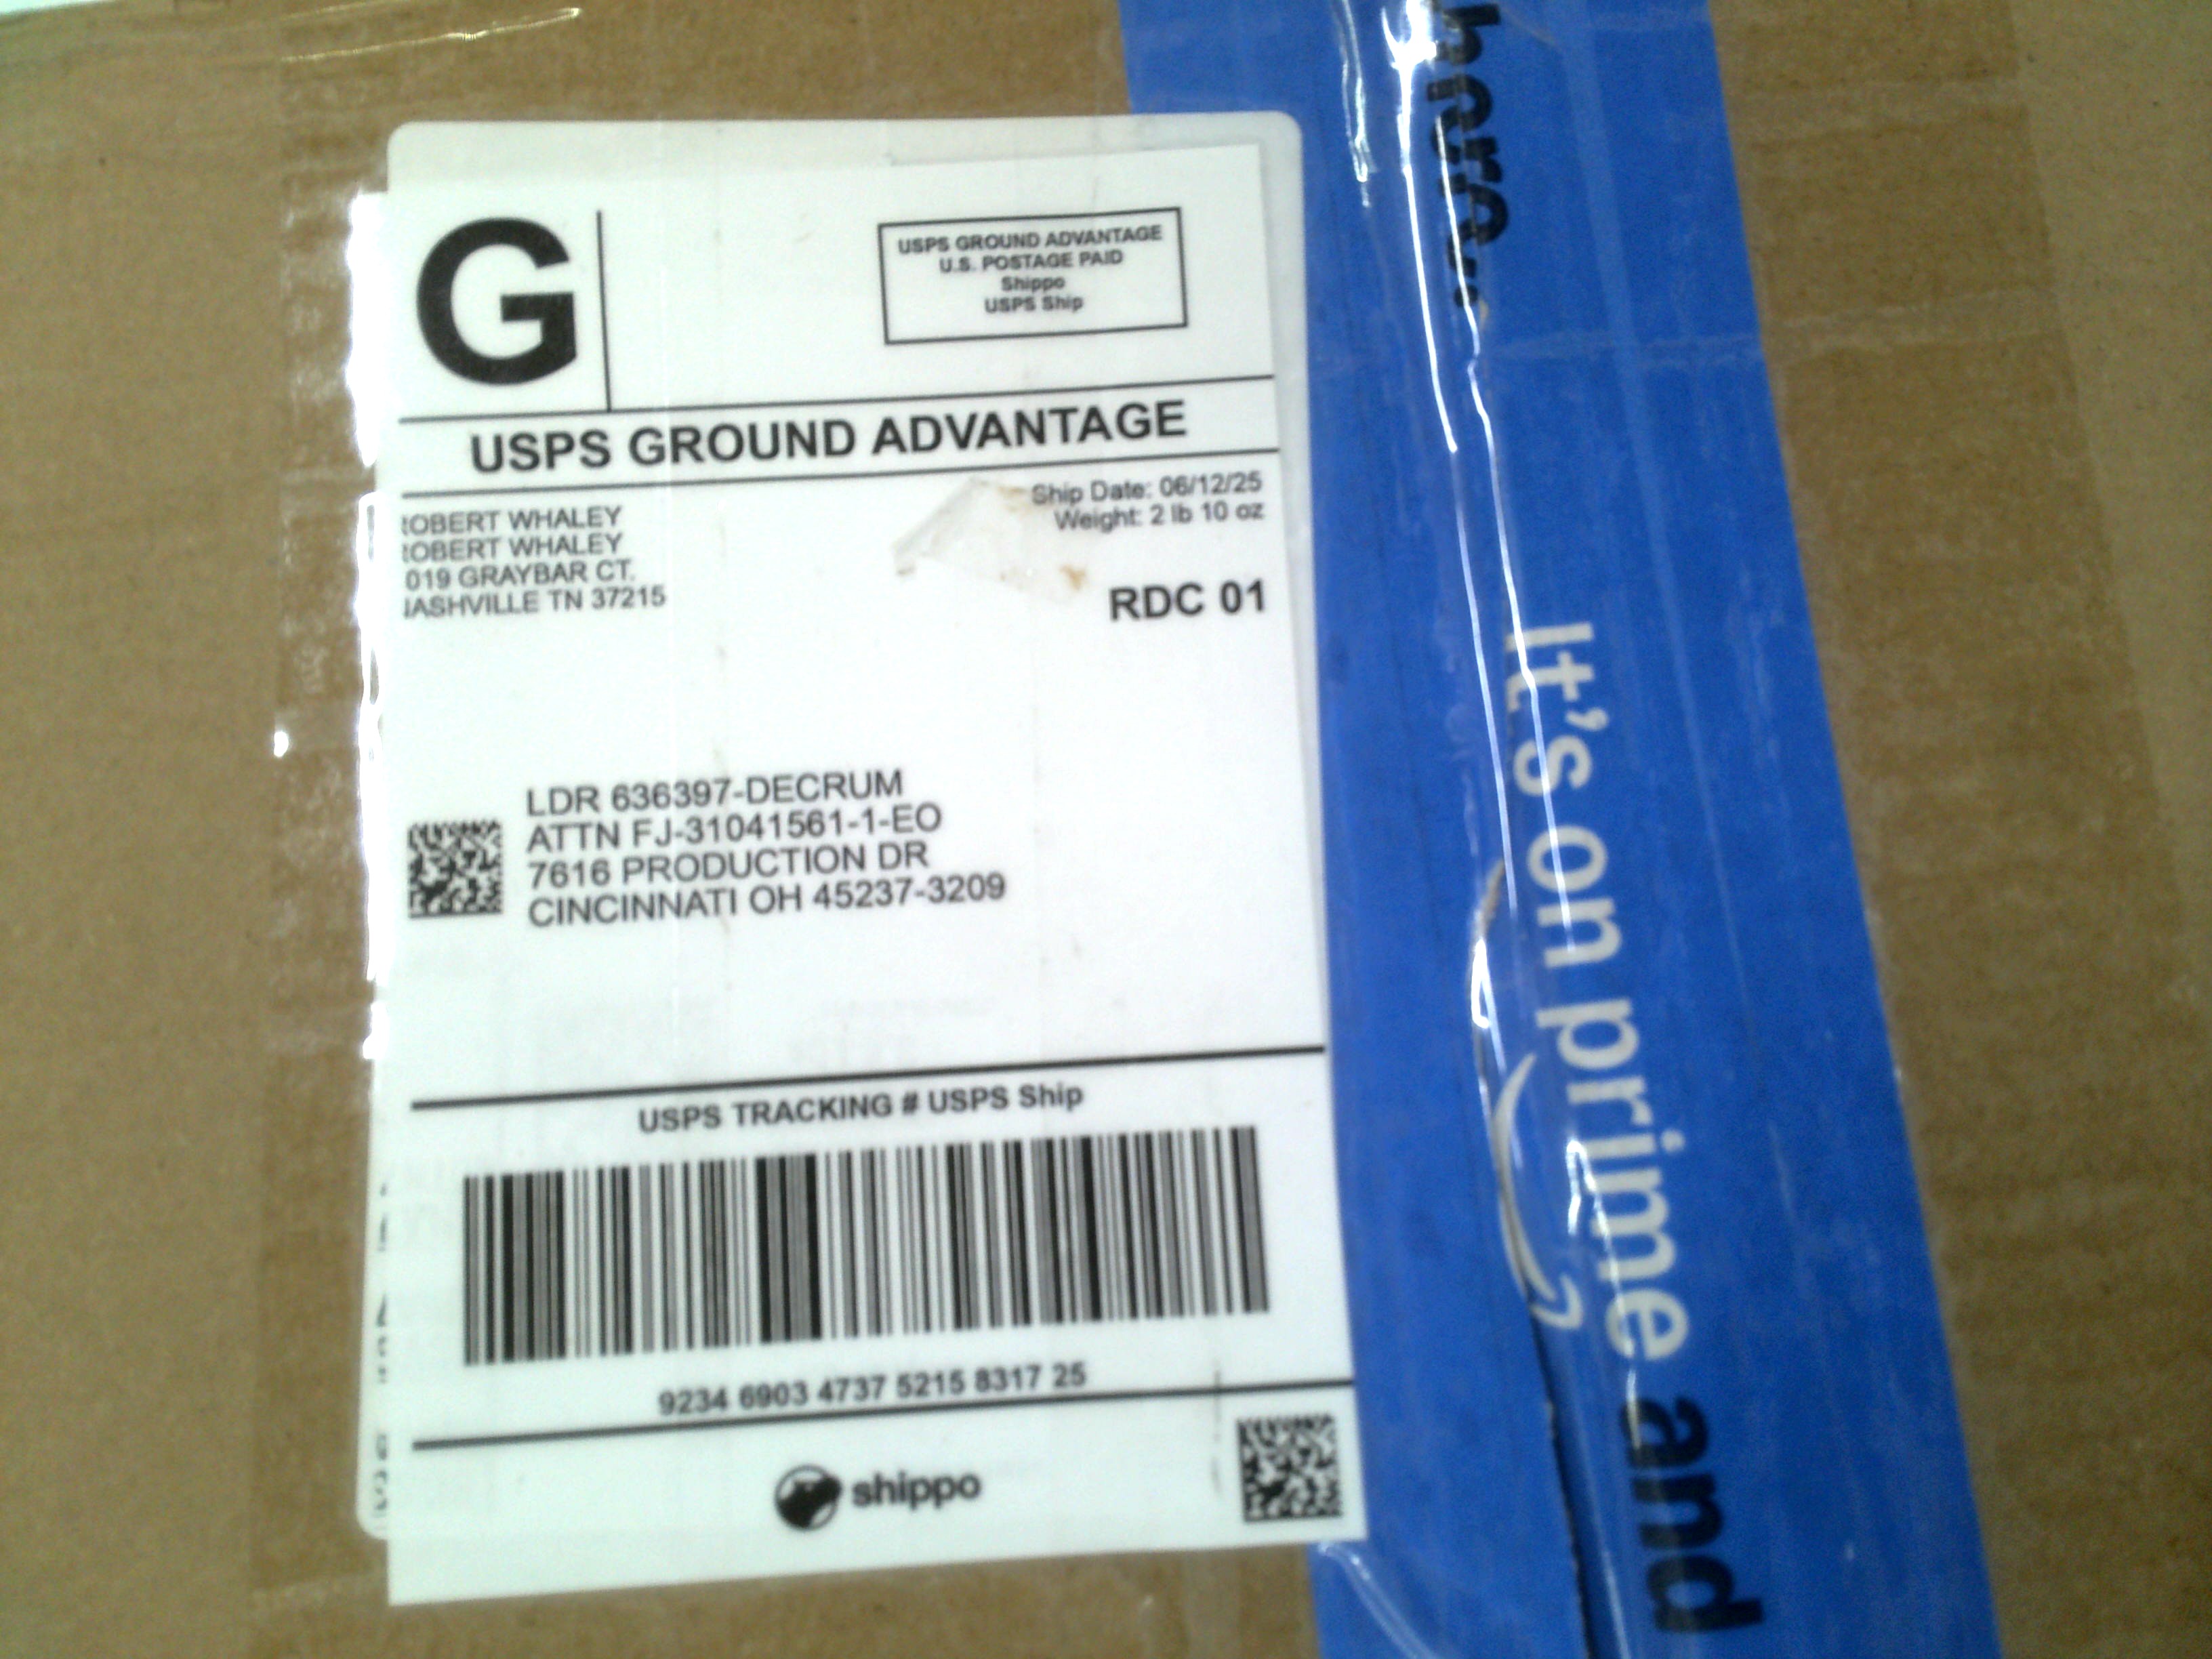 G
USPS GROUND ADVANTAGE
U.S. POSTAGE PAID
Shippo
USPS Ship
USPS GROUND ADVANTAGE
Ship Date: 06/12/25
Weight: 2 lb 10 oz
RDC 01
OBERT WHALEY
OBERT WHALEY
019 GRAYBAR CT.
ASHVILLE TN 37215
LDR 636397-DECRUM
ATTN FJ-31041561-1-EO
7616 PRODUCTION DR
CINCINNATI OH 45237-3209
USPS TRACKING # USPS Ship
9234 6903 4737 5215 8317 25
shippo
It's on prime and